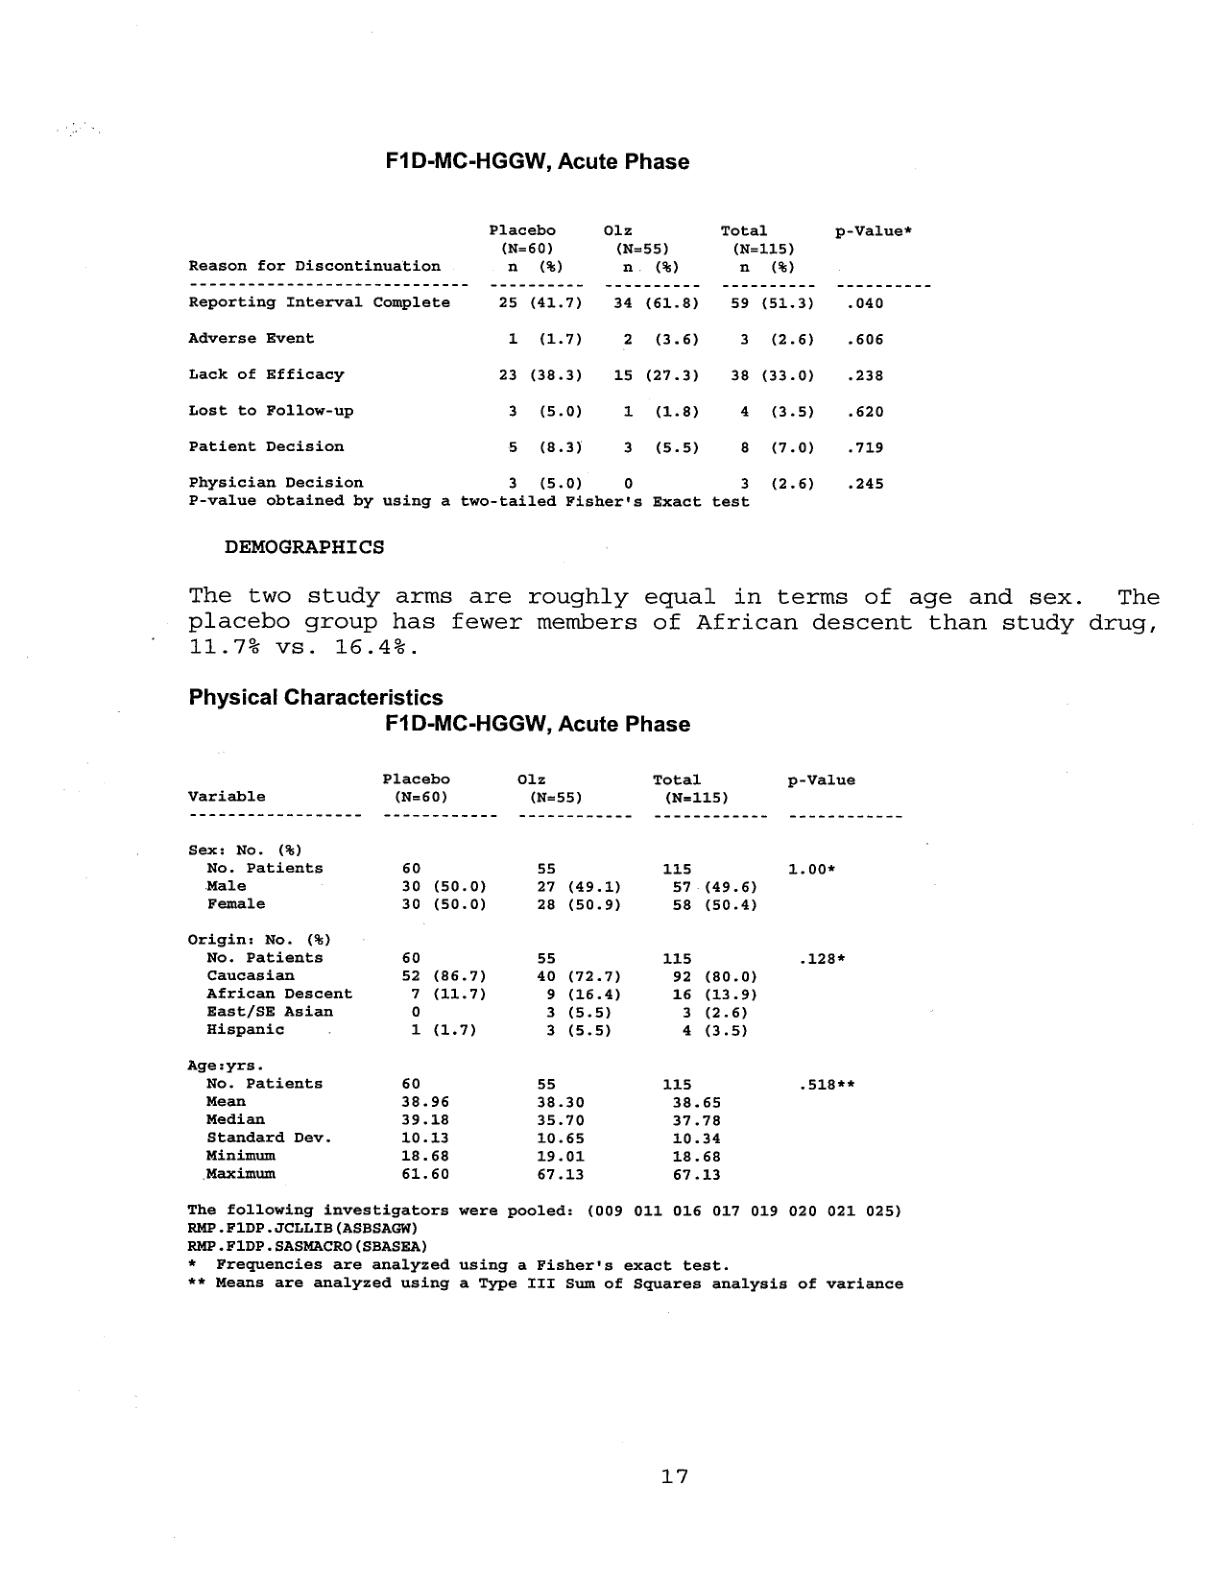 F1D-MC-HGGW, Acute Phase
Placebo Olz Total p-Value*
(N=60) (N=55) (N=115)
Reason for Discontinuation n (%) n (%) n (%)
----------------------------- ---------- ---------- ---------- ----------
Reporting Interval Complete 25 (41.7) 34 (61.8) 59 (51.3) .040
Adverse Event 1 (1.7) 2 (3.6) 3 (2.6) .606
Lack of Efficacy 23 (38.3) 15 (27.3) 38 (33.0) .238
Lost to Follow-up 3 (5.0) 1 (1.8) 4 (3.5) .620
Patient Decision 5 (8.3) 3 (5.5) 8 (7.0) .719
Physician Decision 3 (5.0) 0 3 (2.6) .245
P-value obtained by using a two-tailed Fisher's Exact test
DEMOGRAPHICS
The two study arms are roughly equal in terms of age and sex. The
placebo group has fewer members of African descent than study drug,
11.7% vs. 16.4%.
Physical Characteristics
F1D-MC-HGGW, Acute Phase
Placebo Olz Total p-Value
Variable (N=60) (N=55) (N=115)
------------------ ------------ ------------ ------------ ------------
Sex: No. (%)
No. Patients 60 55 115 1.00*
Male 30 (50.0) 27 (49.1) 57 (49.6)
Female 30 (50.0) 28 (50.9) 58 (50.4)
Origin: No. (%)
No. Patients 60 55 115 .128*
Caucasian 52 (86.7) 40 (72.7) 92 (80.0)
African Descent 7 (11.7) 9 (16.4) 16 (13.9)
East/SE Asian 0 3 (5.5) 3 (2.6)
Hispanic 1 (1.7) 3 (5.5) 4 (3.5)
Age:yrs.
No. Patients 60 55 115 .518**
Mean 38.96 38.30 38.65
Median 39.18 35.70 37.78
Standard Dev. 10.13 10.65 10.34
Minimum 18.68 19.01 18.68
Maximum 61.60 67.13 67.13
The following investigators were pooled: (009 011 016 017 019 020 021 025)
RMP.F1DP.JCLLIB(ASBSAGW)
RMP.F1DP.SASMACRO(SBASEA)
* Frequencies are analyzed using a Fisher's exact test.
** Means are analyzed using a Type III Sum of Squares analysis of variance
17